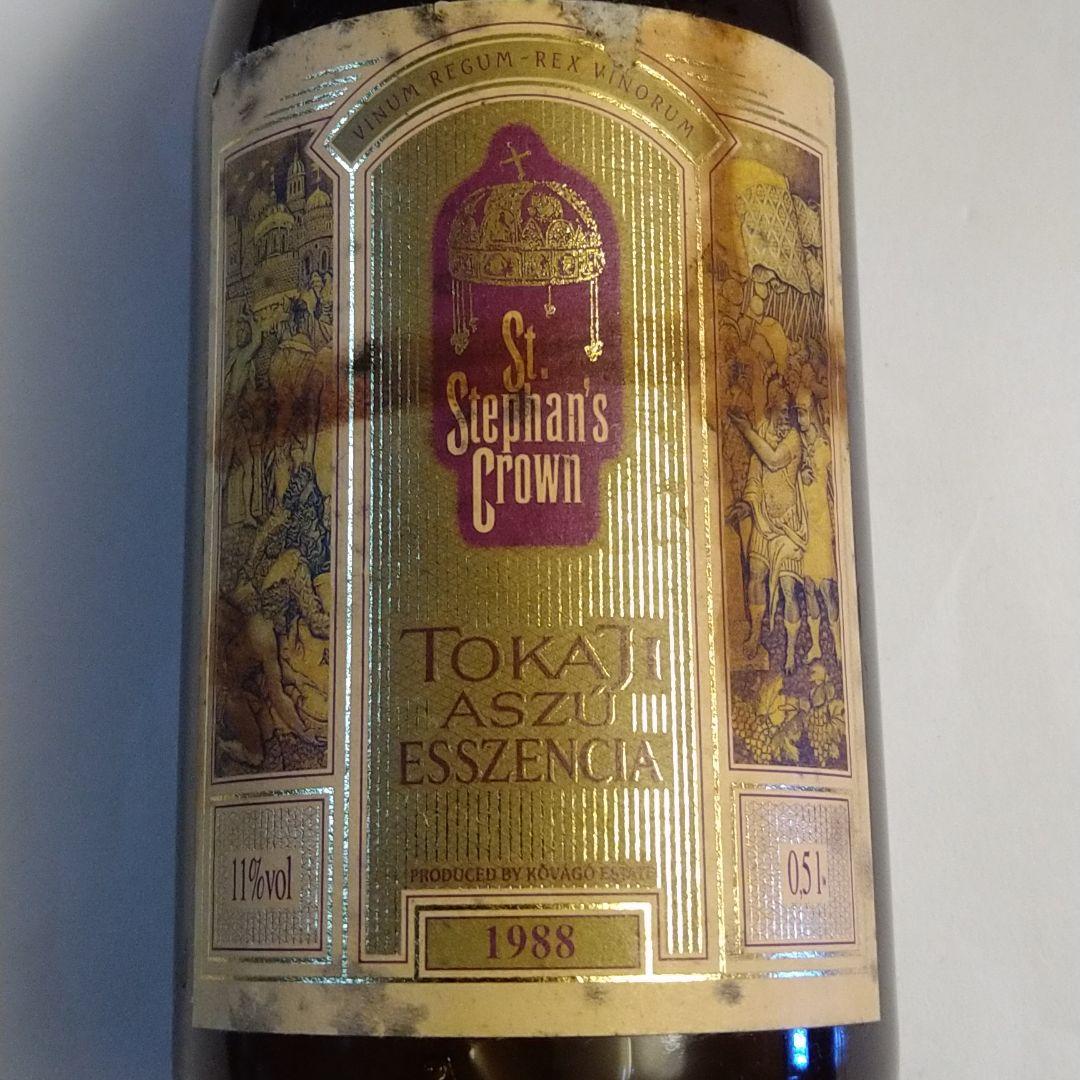 VINUM REGUM - REX VINORUM
St.
Stephan's
Crown
TOKAJI
ASZÚ
ESSZENCIA
11%vol
0,5 l
PRODUCED BY KŐVÁGÓ ESTATE
1988